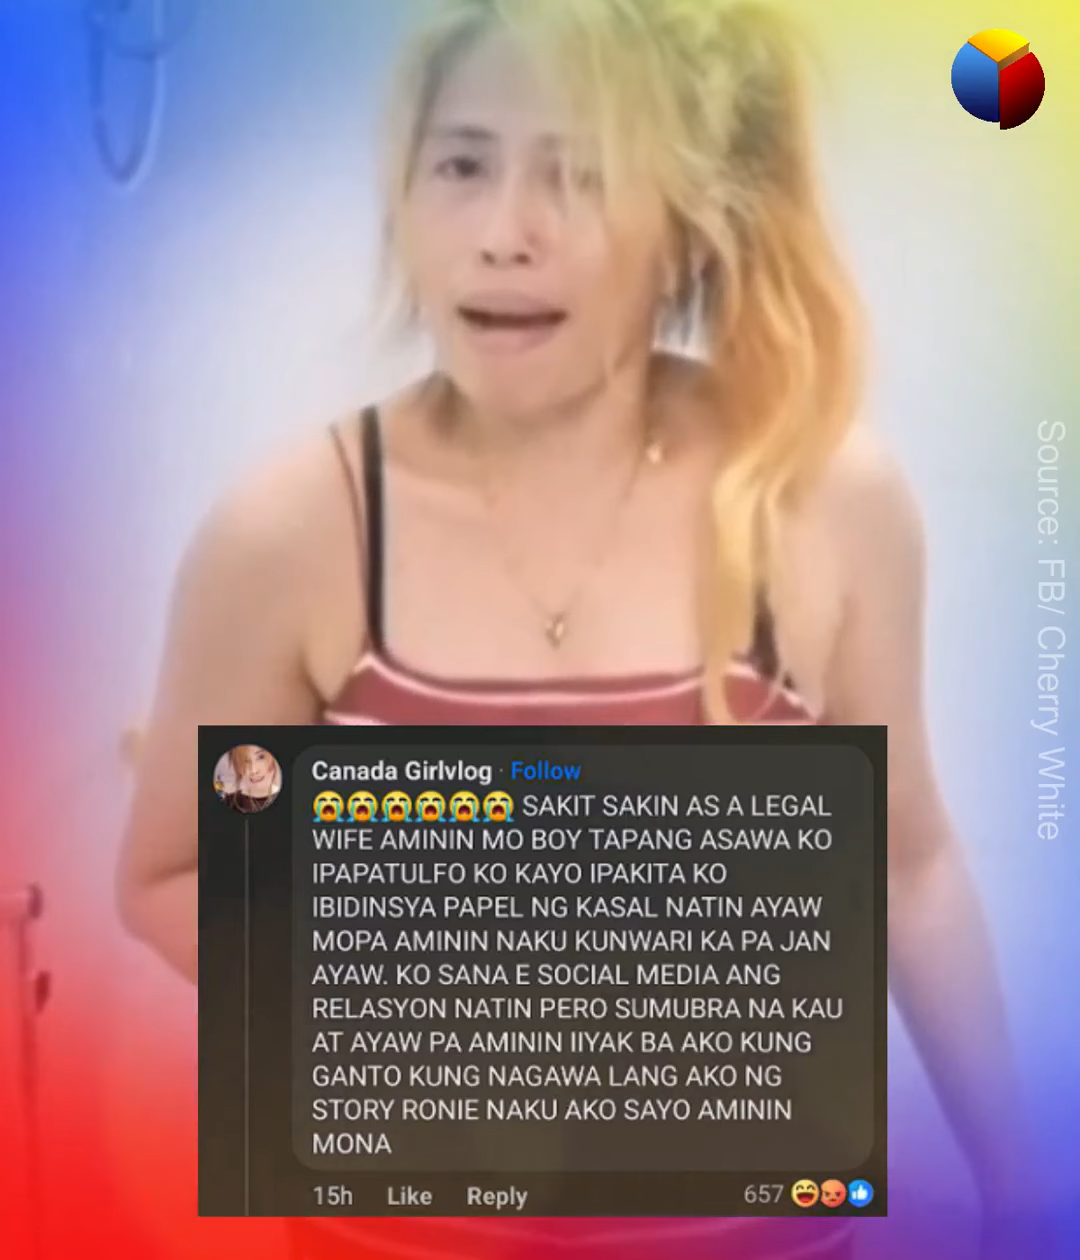 Canada Girlvlog · Follow
😭😭😭😭😭😭 SAKIT SAKIN AS A LEGAL
WIFE AMININ MO BOY TAPANG ASAWA KO
IPAPATULFO KO KAYO IPAKITA KO
IBIDINSYA PAPEL NG KASAL NATIN AYAW
MOPA AMININ NAKU KUNWARI KA PA JAN
AYAW. KO SANA E SOCIAL MEDIA ANG
RELASYON NATIN PERO SUMUBRA NA KAU
AT AYAW PA AMININ IIYAK BA AKO KUNG
GANTO KUNG NAGAWA LANG AKO NG
STORY RONIE NAKU AKO SAYO AMININ
MONA
15h Like Reply 657
Source: FB/ Cherry White